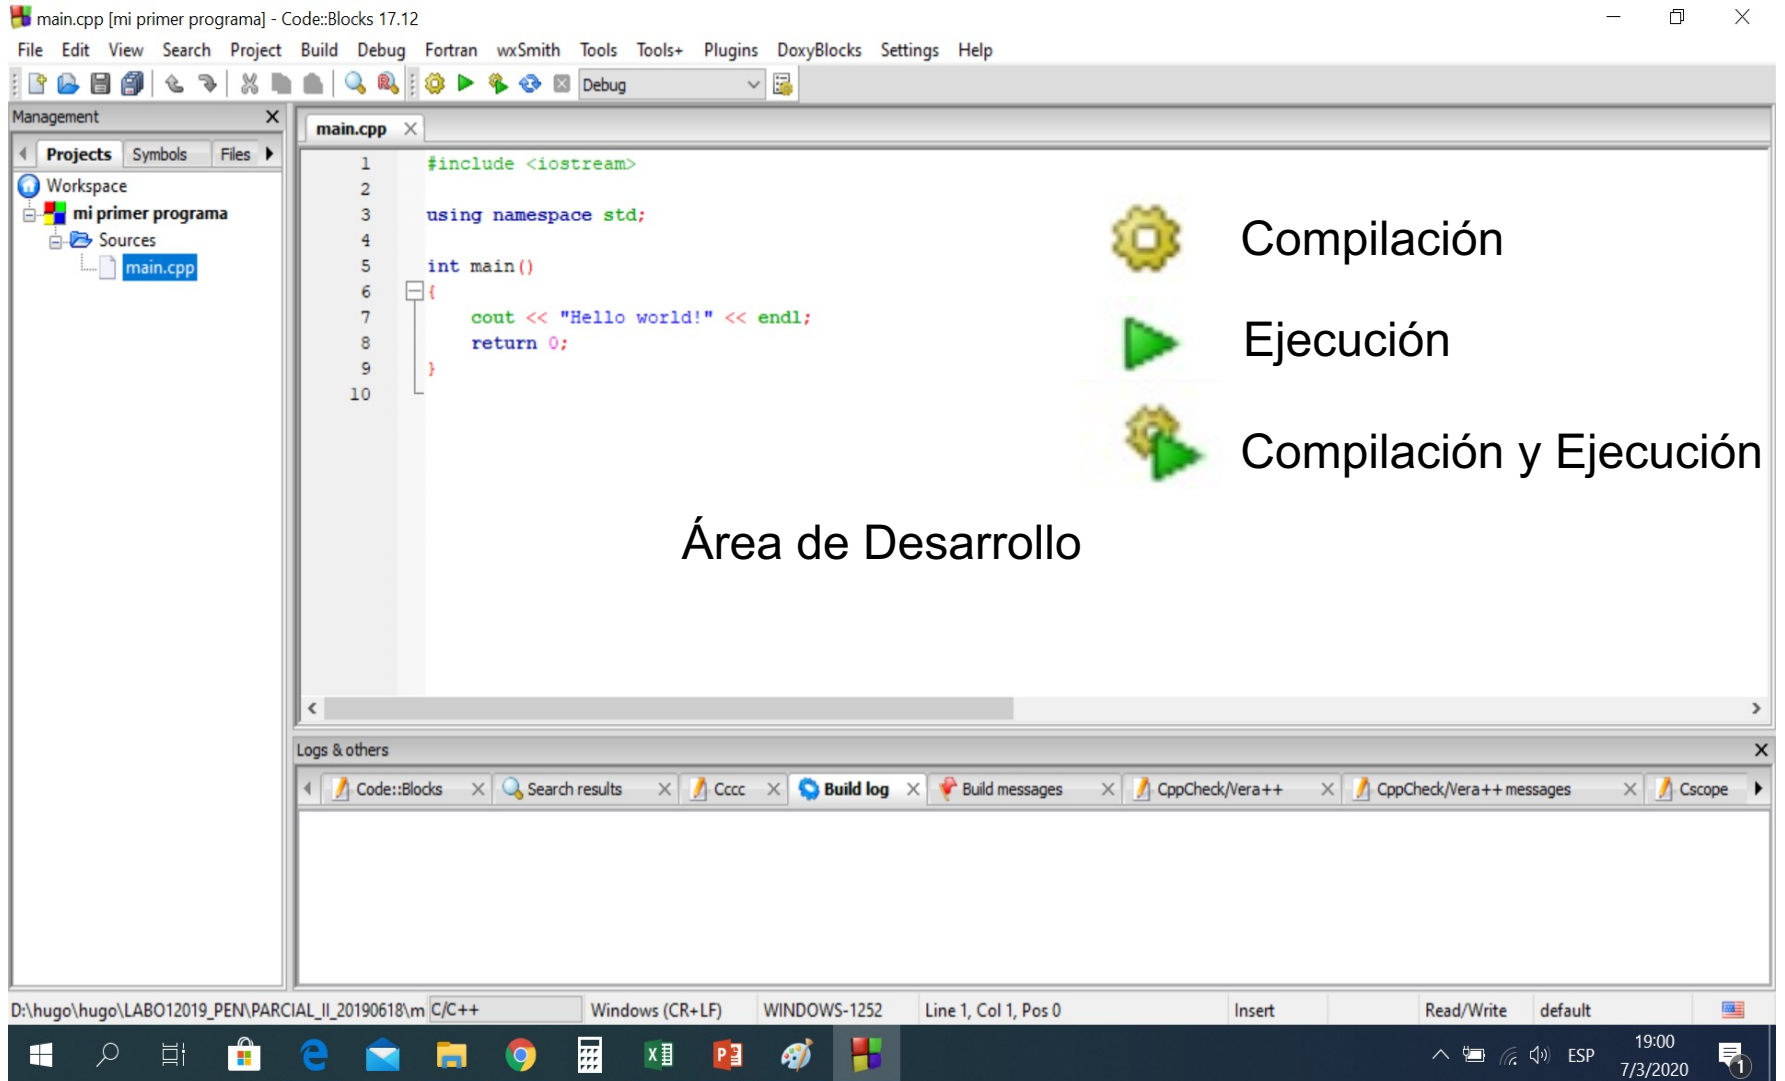 main.cpp [mi primer programa] - Code::Blocks 17.12
File Edit View Search Project Build Debug Fortran wxSmith Tools Tools+ Plugins DoxyBlocks Settings Help
Debug
Management
Projects Symbols Files
Workspace
mi primer programa
Sources
main.cpp
main.cpp
1 #include <iostream>
2
3 using namespace std;
4
5 int main()
6 {
7 cout << "Hello world!" << endl;
8 return 0;
9 }
10
Compilación
Ejecución
Compilación y Ejecución
Área de Desarrollo
Logs & others
Code::Blocks Search results Cccc Build log Build messages CppCheck/Vera++ CppCheck/Vera++ messages Cscope
D:\hugo\hugo\LABO12019_PEN\PARCIAL_II_20190618\m C/C++ Windows (CR+LF) WINDOWS-1252 Line 1, Col 1, Pos 0 Insert Read/Write default
ESP
19:00
7/3/2020
1